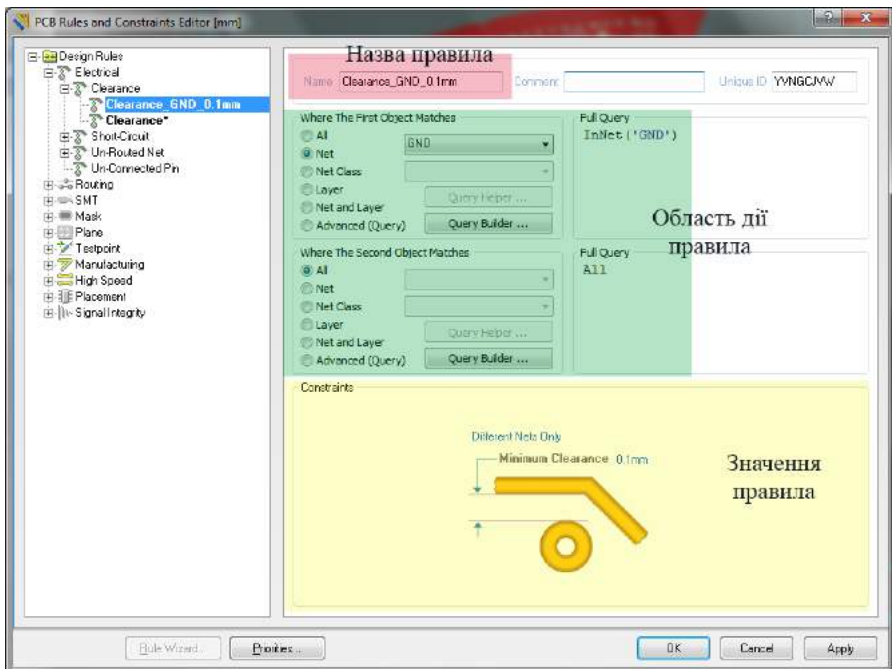 PCB Rules and Constraints Editor [mm]
Design Rules
Electrical
Clearance
Clearance_GND_0.1mm
Clearance*
Short-Circuit
Un-Routed Net
Un-Connected Pin
Routing
SMT
Mask
Plane
Testpoint
Manufacturing
High Speed
Placement
Signal Integrity
Назва правила
Name Clearance_GND_0.1mm Comment Unique ID YVNGCJVW
Where The First Object Matches
All
Net
Net Class
Layer
Net and Layer
Advanced (Query)
GND
Query Helper ...
Query Builder ...
Full Query
InNet('GND')
Область дії
правила
Where The Second Object Matches
All
Net
Net Class
Layer
Net and Layer
Advanced (Query)
Query Helper ...
Query Builder ...
Full Query
All
Constraints
Different Nets Only
Minimum Clearance 0.1mm
Значення
правила
Rule Wizard... Priorities ... OK Cancel Apply